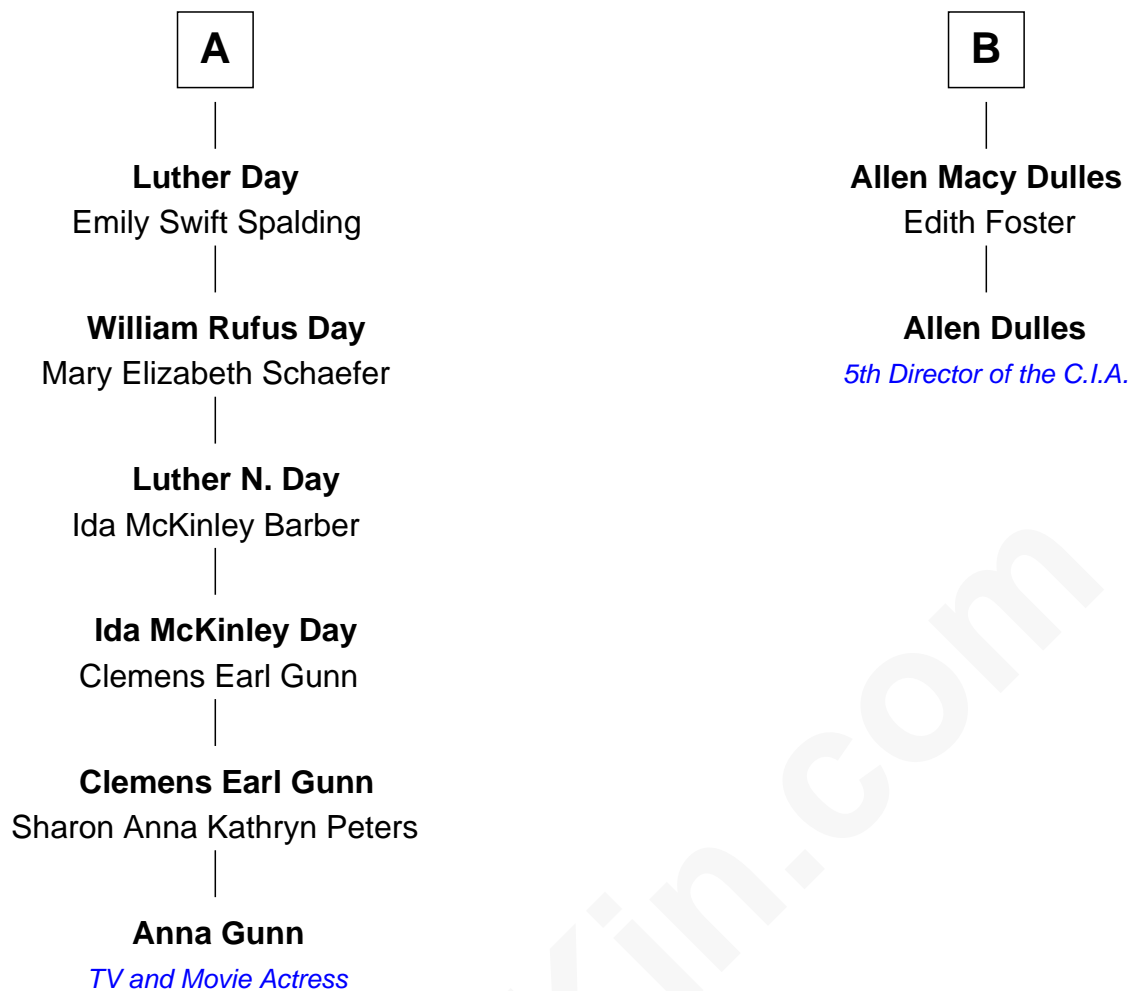 A
Luther Day
Emily Swift Spalding
William Rufus Day
Mary Elizabeth Schaefer
Luther N. Day
Ida McKinley Barber
Ida McKinley Day
Clemens Earl Gunn
Clemens Earl Gunn
Sharon Anna Kathryn Peters
Anna Gunn
TV and Movie Actress
B
Allen Macy Dulles
Edith Foster
Allen Dulles
5th Director of the C.I.A.
Kin.com